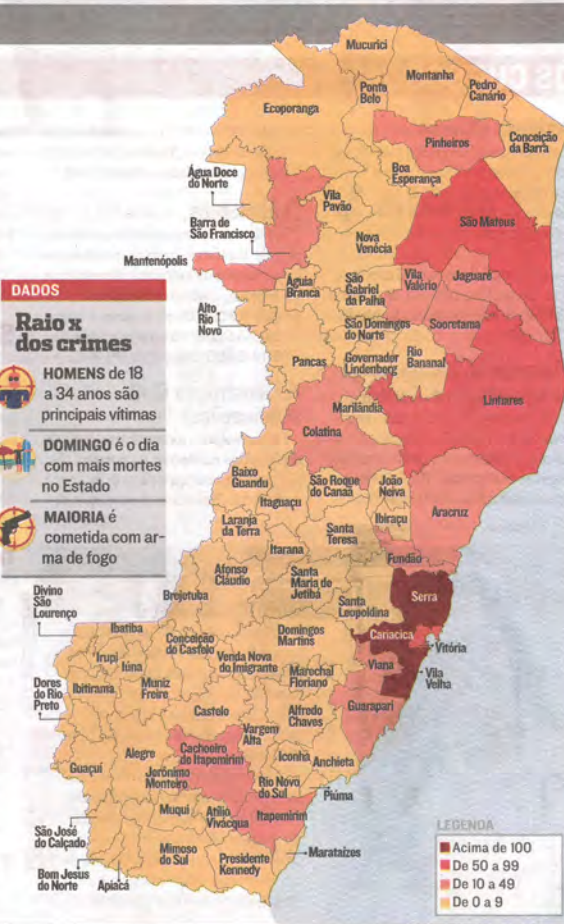 Mucurici
Montanha
Ponto
Belo
Pedro
Canário
Ecoporanga
Pinheiros
Conceição
da Barra
Água Doce
do Norte
Boa
Esperança
Vila
Pavão
São Mateus
Barra de
São Francisco
Nova
Venécia
Mantenópolis
Águia
Branca
São
Gabriel
da Palha
Vila
Valério
Jaguaré
Alto
Rio
Novo
São Domingos
do Norte
Sooretama
Pancas
Governador
Lindenberg
Rio
Bananal
Linhares
Marilândia
Colatina
DADOS
Raio x
dos crimes
HOMENS de 18
a 34 anos são
principais vítimas
DOMINGO é o dia
com mais mortes
no Estado
MAIORIA é
cometida com ar-
ma de fogo
Baixo
Guandu
São Roque
do Canaã
João
Neiva
Itaguaçu
Aracruz
Laranja
da Terra
Ibiraçu
Santa
Teresa
Itarana
Fundão
Afonso
Cláudio
Santa
Maria de
Jetibá
Serra
Brejetuba
Santa
Leopoldina
Divino
São
Lourenço
Cariacica
Ibatiba
Domingos
Martins
Vitória
Conceição
do Castelo
Irupi
Iúna
Venda Nova
do Imigrante
Marechal
Floriano
Viana
Vila
Velha
Dores
do Rio
Preto
Ibitirama
Muniz
Freire
Guarapari
Castelo
Alfredo
Chaves
Vargem
Alta
Cachoeiro
de Itapemirim
Alegre
Iconha
Anchieta
Guaçuí
Jerônimo
Monteiro
Rio Novo
do Sul
Piúma
Muqui
Atílio
Vivácqua
Itapemirim
São José
do Calçado
Mimoso
do Sul
Presidente
Kennedy
Marataízes
Bom Jesus
do Norte
Apiacá
LEGENDA
Acima de 100
De 50 a 99
De 10 a 49
De 0 a 9